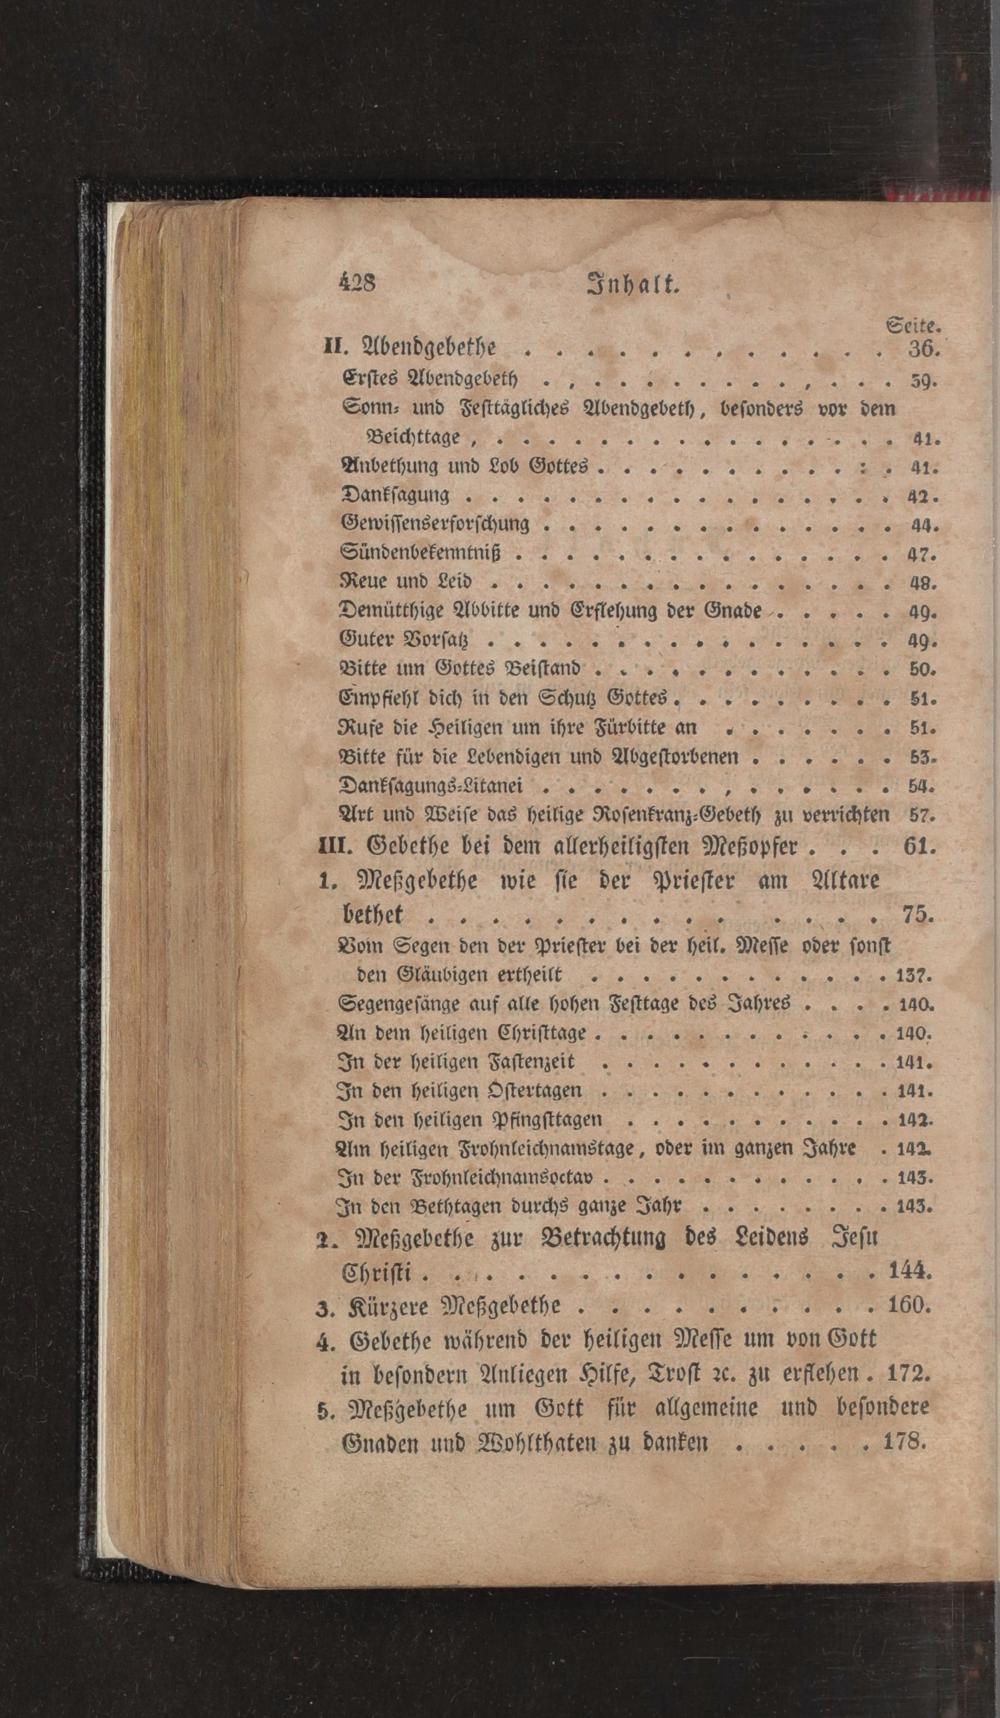 428 Inhalt.
Seite.
II. Abendgebethe . . . . . . . . . . . . 36.
Erstes Abendgebeth . , . . . . . . . . . , . . . 39.
Sonn- und Festtägliches Abendgebeth, besonders vor dem
Beichttage , . . . . . . . . . . . . . . . . 41.
Anbethung und Lob Gottes . . . . . . . . . . . : . 41.
Danksagung . . . . . . . . . . . . . . . . . 42.
Gewissenserforschung . . . . . . . . . . . . . . 44.
Sündenbekenntniß . . . . . . . . . . . . . . . 47.
Reue und Leid . . . . . . . . . . . . . . . . 48.
Demütthige Abbitte und Erflehung der Gnade . . . . . 49.
Guter Vorsatz . . . . . . . . . . . . . . . . 49.
Bitte um Gottes Beistand . . . . . . . . . . . . 50.
Empfiehl dich in den Schutz Gottes . . . . . . . . . 51.
Rufe die Heiligen um ihre Fürbitte an . . . . . . . 51.
Bitte für die Lebendigen und Abgestorbenen . . . . . . 53.
Danksagungs-Litanei . . . . . . . , . . . . . . 54.
Art und Weise das heilige Rosenkranz-Gebeth zu verrichten 57.
III. Gebethe bei dem allerheiligsten Meßopfer . . . 61.
1. Meßgebethe wie sie der Priester am Altare
bethet . . . . . . . . . . . . . . 75.
Vom Segen den der Priester bei der heil. Messe oder sonst
den Gläubigen ertheilt . . . . . . . . . . . . 137.
Segengesänge auf alle hohen Festtage des Jahres . . . . 140.
An dem heiligen Christtage . . . . . . . . . . . . 140.
In der heiligen Fastenzeit . . . . . . . . . . . . 141.
In den heiligen Ostertagen . . . . . . . . . . . . 141.
In den heiligen Pfingsttagen . . . . . . . . . . . 142.
Am heiligen Frohnleichnamstage, oder im ganzen Jahre . 142.
In der Frohnleichnamsoctav . . . . . . . . . . . . 143.
In den Bethtagen durchs ganze Jahr . . . . . . . . 143.
2. Meßgebethe zur Betrachtung des Leidens Jesu
Christi . . . . . . . . . . . . . . . 144.
3. Kürzere Meßgebethe . . . . . . . . . . 160.
4. Gebethe während der heiligen Messe um von Gott
in besondern Anliegen Hilfe, Trost ꝛc. zu erflehen . 172.
5. Meßgebethe um Gott für allgemeine und besondere
Gnaden und Wohlthaten zu danken . . . . . 178.